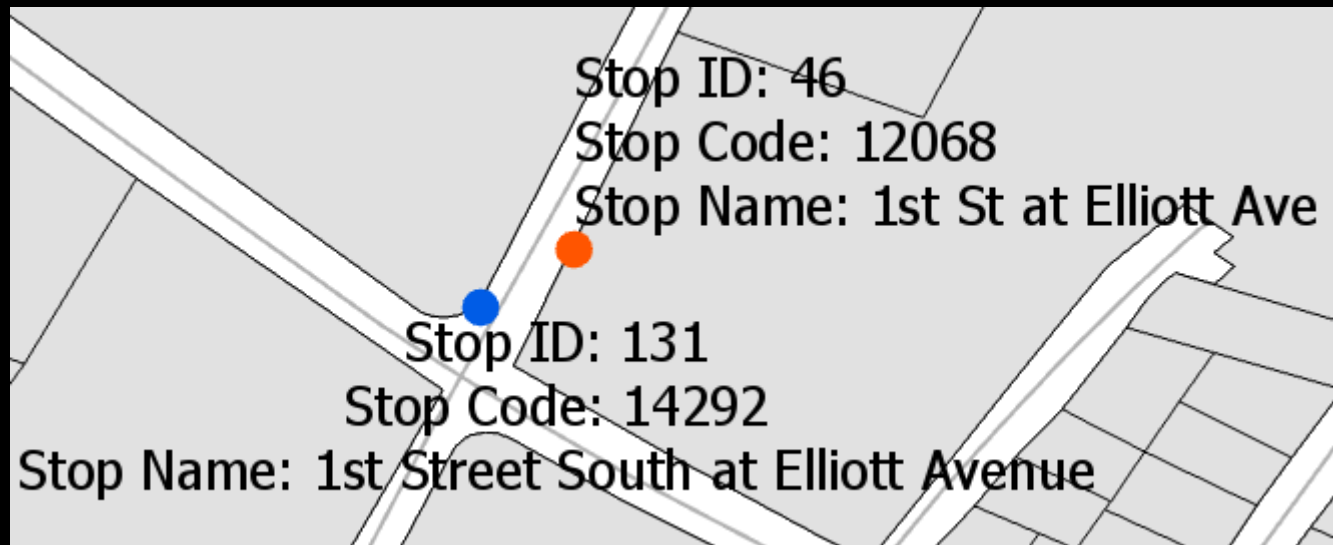 Stop ID: 46
Stop Code: 12068
Stop Name: 1st St at Elliott Ave
Stop ID: 131
Stop Code: 14292
Stop Name: 1st Street South at Elliott Avenue